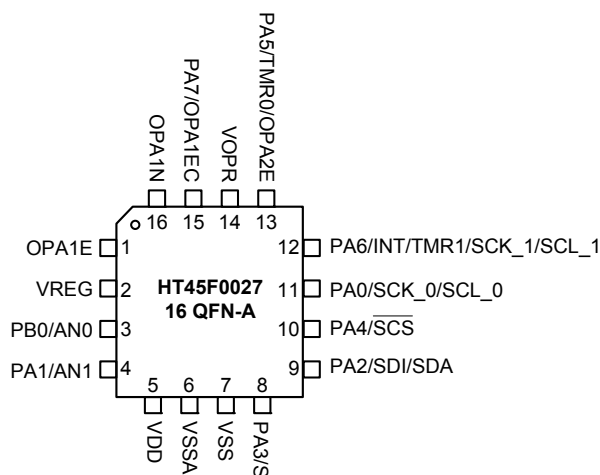 OPA1N
PA7/OPA1EC
VOPR
PA5/TMR0/OPA2E
16 15 14 13
OPA1E 1
VREG 2
PB0/AN0 3
PA1/AN1 4
HT45F0027
16 QFN-A
12 PA6/INT/TMR1/SCK_1/SCL_1
11 PA0/SCK_0/SCL_0
10 PA4/SCS
9 PA2/SDI/SDA
5 6 7 8
VDD
VSSA
VSS
PA3/S